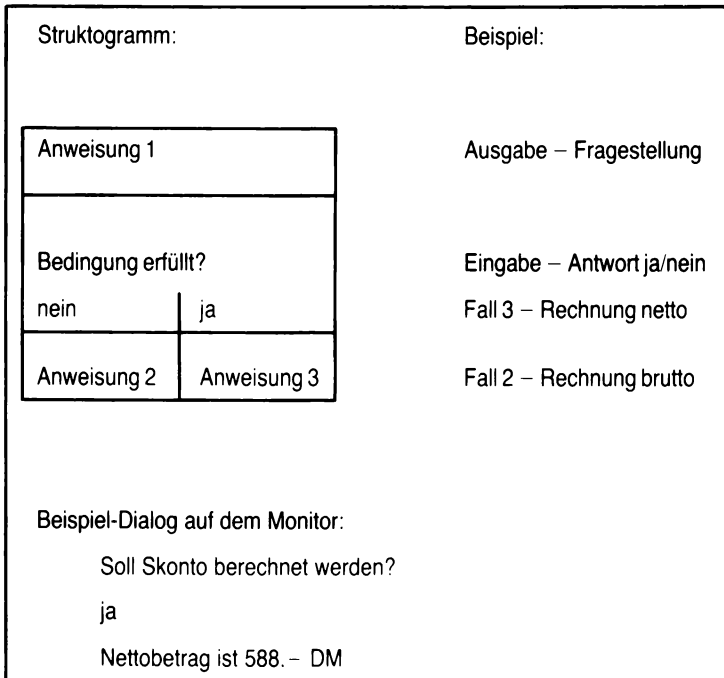 Struktogramm: Beispiel:
Anweisung 1 Ausgabe – Fragestellung
Bedingung erfüllt? Eingabe – Antwort ja/nein
nein ja Fall 3 – Rechnung netto
Anweisung 2 Anweisung 3 Fall 2 – Rechnung brutto
Beispiel-Dialog auf dem Monitor:
Soll Skonto berechnet werden?
ja
Nettobetrag ist 588.– DM